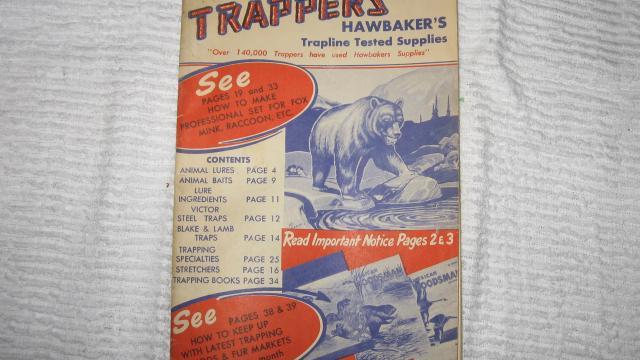 TRAPPERS
HAWBAKER'S
Trapline Tested Supplies
"Over 140,000 Trappers have used Hawbakers Supplies"
See
PAGES 19 and 33
HOW TO MAKE
PROFESSIONAL SET FOR FOX
MINK, RACCOON, ETC.
CONTENTS
ANIMAL LURES PAGE 4
ANIMAL BAITS PAGE 9
LURE
INGREDIENTS PAGE 11
VICTOR
STEEL TRAPS PAGE 12
BLAKE & LAMB
TRAPS PAGE 14
TRAPPING
SPECIALTIES PAGE 25
STRETCHERS PAGE 16
TRAPPING BOOKS PAGE 34
Read Important Notice Pages 2 & 3
See
PAGES 38 & 39
HOW TO KEEP UP
WITH LATEST TRAPPING
& FUR MARKETS
Month
WOODSMAN
WOODSMAN